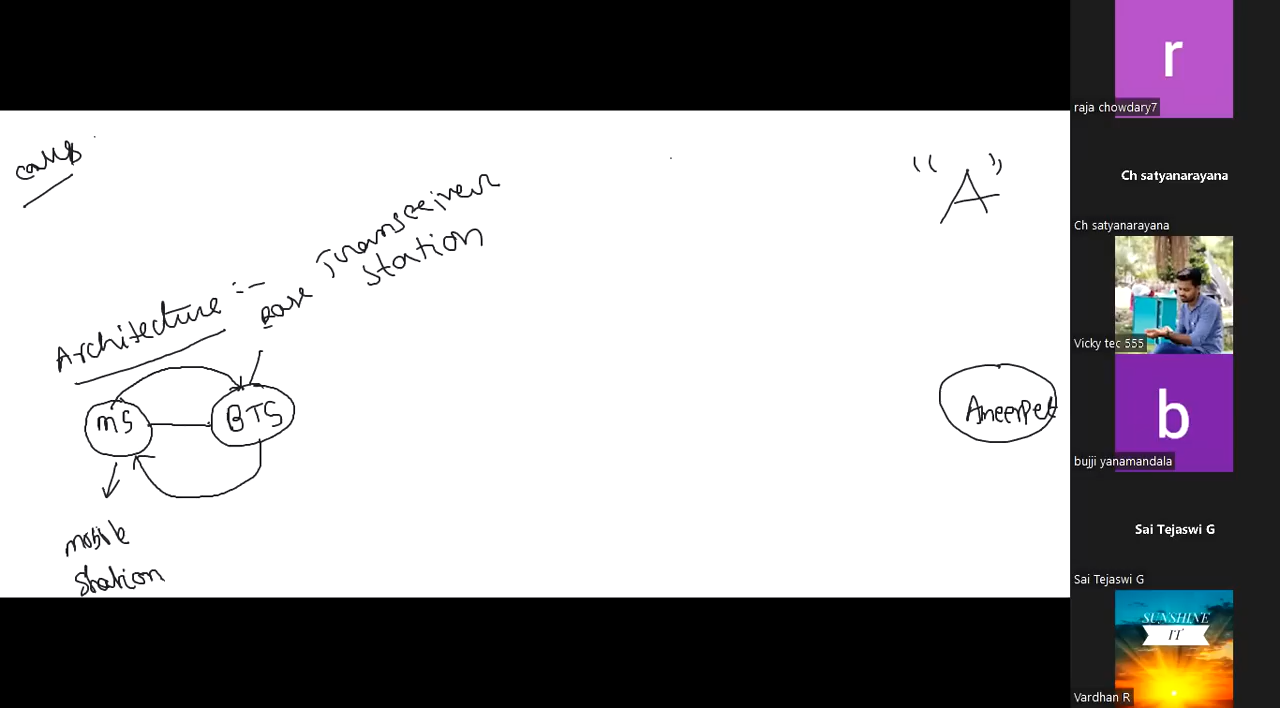 calls
"A"
Architecture :-
Base Transceiver
Station
MS
BTS
Ameerpet
mobile
Station
r
raja chowdary7
Ch satyanarayana
Ch satyanarayana
Vicky tec 555
b
bujji yanamandala
Sai Tejaswi G
Sai Tejaswi G
SUNSHINE
IT
Vardhan R